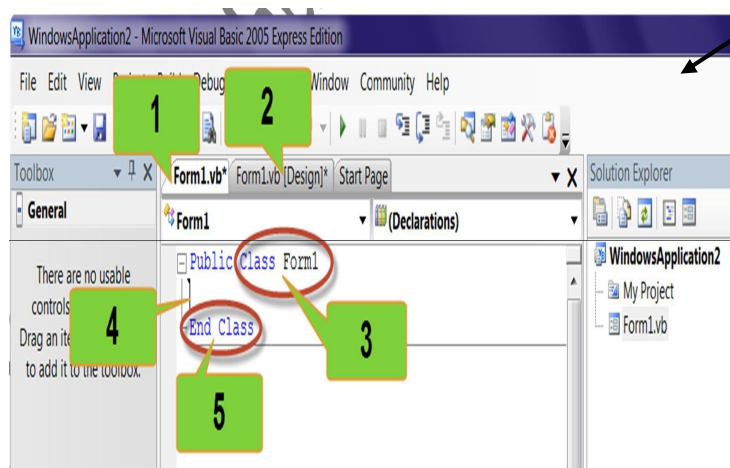 WindowsApplication2 - Microsoft Visual Basic 2005 Express Edition
File Edit View Debug Window Community Help
1
2
Toolbox
Form1.vb* Form1.vb [Design]* Start Page
Solution Explorer
General
Form1
(Declarations)
Public Class Form1
WindowsApplication2
There are no usable
controls
My Project
4
3
Form1.vb
Drag an
End Class
to add it to the toolbox.
5